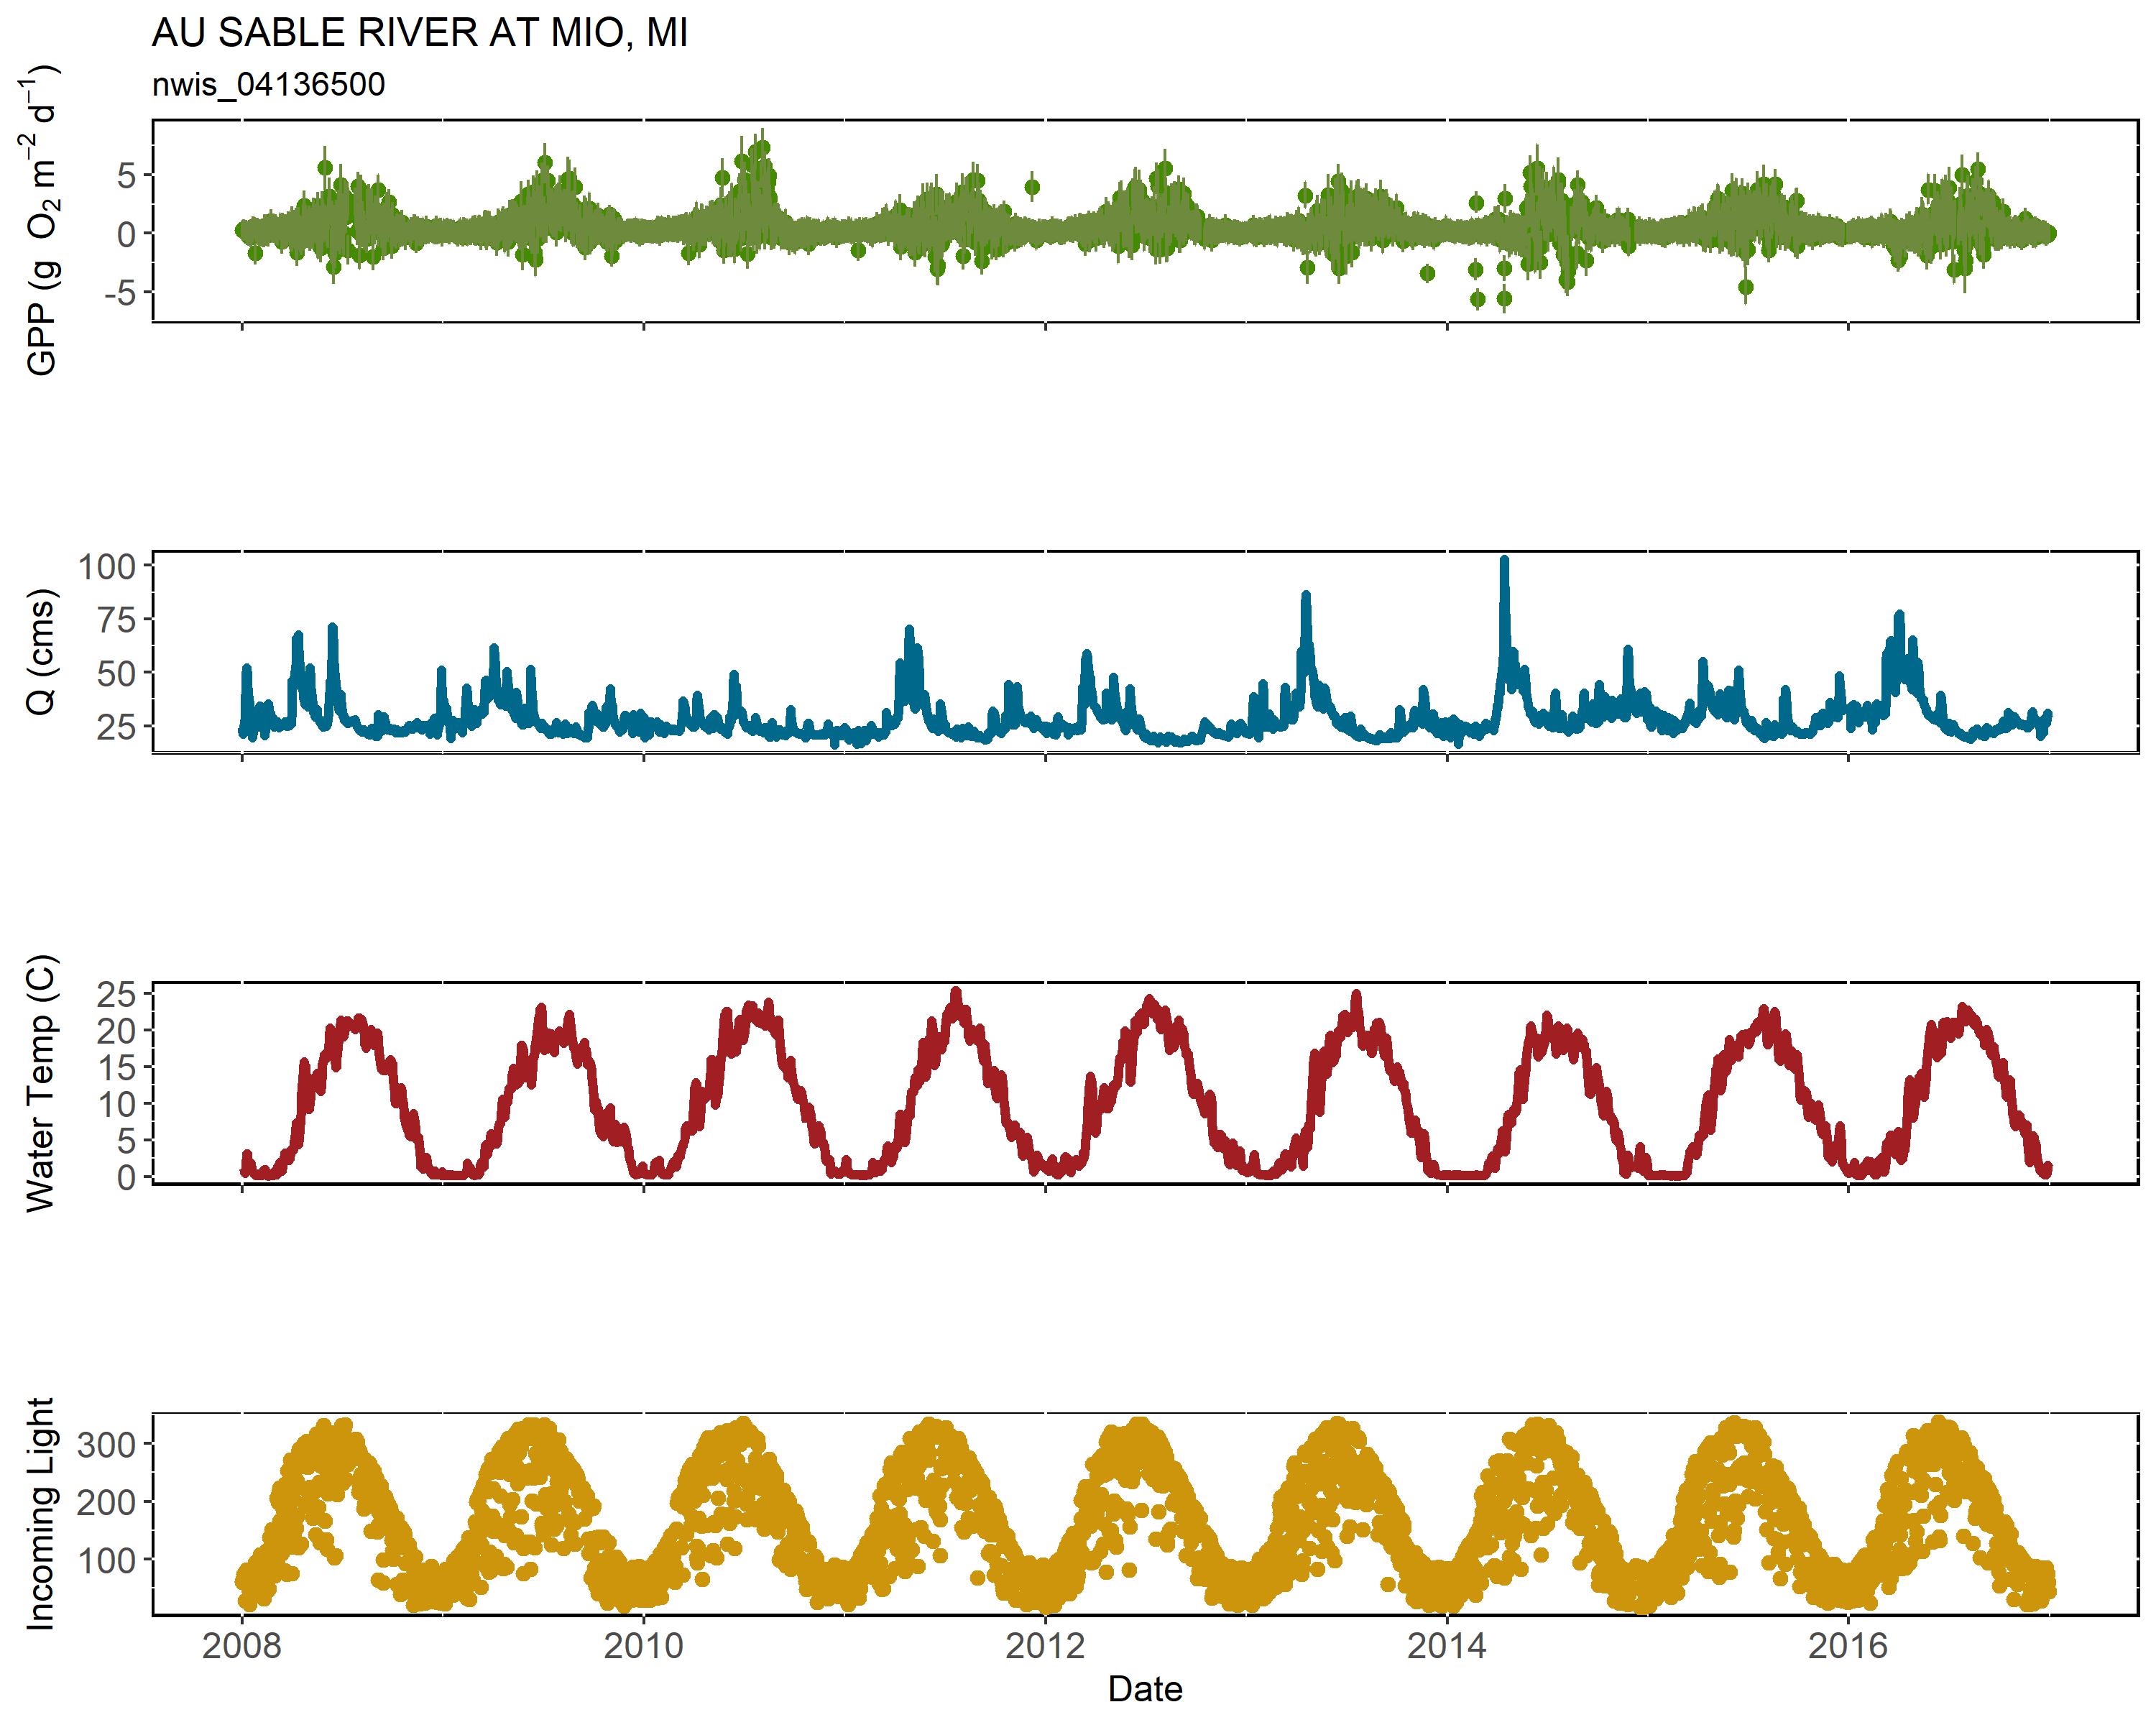 AU SABLE RIVER AT MIO, MI
nwis_04136500
GPP (g O₂ m⁻² d⁻¹)
5
0
-5
Q (cms)
100
75
50
25
Water Temp (C)
25
20
15
10
5
0
Incoming Light
300
200
100
2008 2010 2012 2014 2016
Date